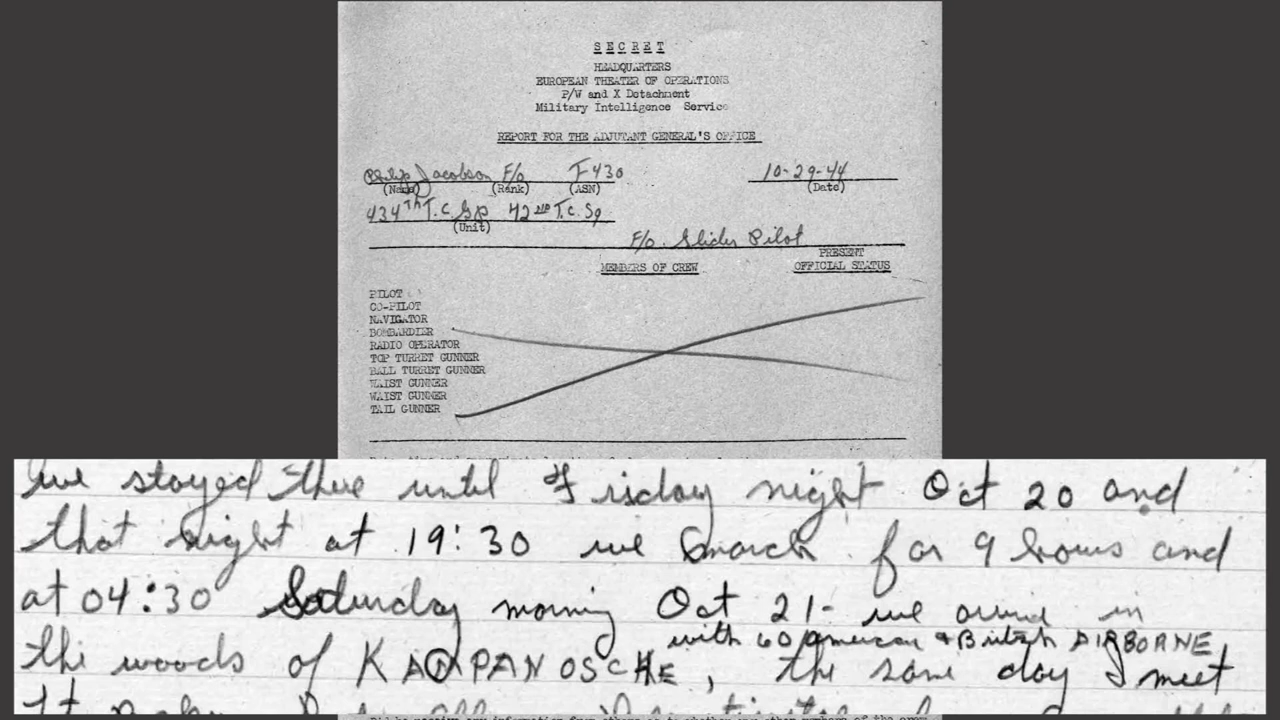 SECRET
HEADQUARTERS
EUROPEAN THEATER OF OPERATIONS
P/W and X Detachment
Military Intelligence Service
REPORT FOR THE ADJUTANT GENERAL'S OFFICE
Philip Jacobson F/o T-430 10-29-44
(Name) (Rank) (ASN) (Date)
434TH T.C. Gp 42ND T.C. Sq
(Unit)
F/o. Glider Pilot
MEMBERS OF CREW PRESENT OFFICIAL STATUS
PILOT
CO-PILOT
NAVIGATOR
BOMBARDIER
RADIO OPERATOR
TOP TURRET GUNNER
BALL TURRET GUNNER
WAIST GUNNER
WAIST GUNNER
TAIL GUNNER
we stayed there until Friday night Oct 20 and
that night at 19:30 we march for 9 hours and
at 04:30 Saturday morning Oct 21- we arrive in
with 60 American & British AIRBORNE
the woods of , the same day I meet